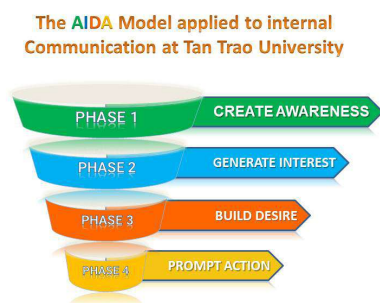 The AIDA Model applied to internal
Communication at Tan Trao University
PHASE 1
CREATE AWARENESS
PHASE 2
GENERATE INTEREST
PHASE 3
BUILD DESIRE
PHASE 4
PROMPT ACTION